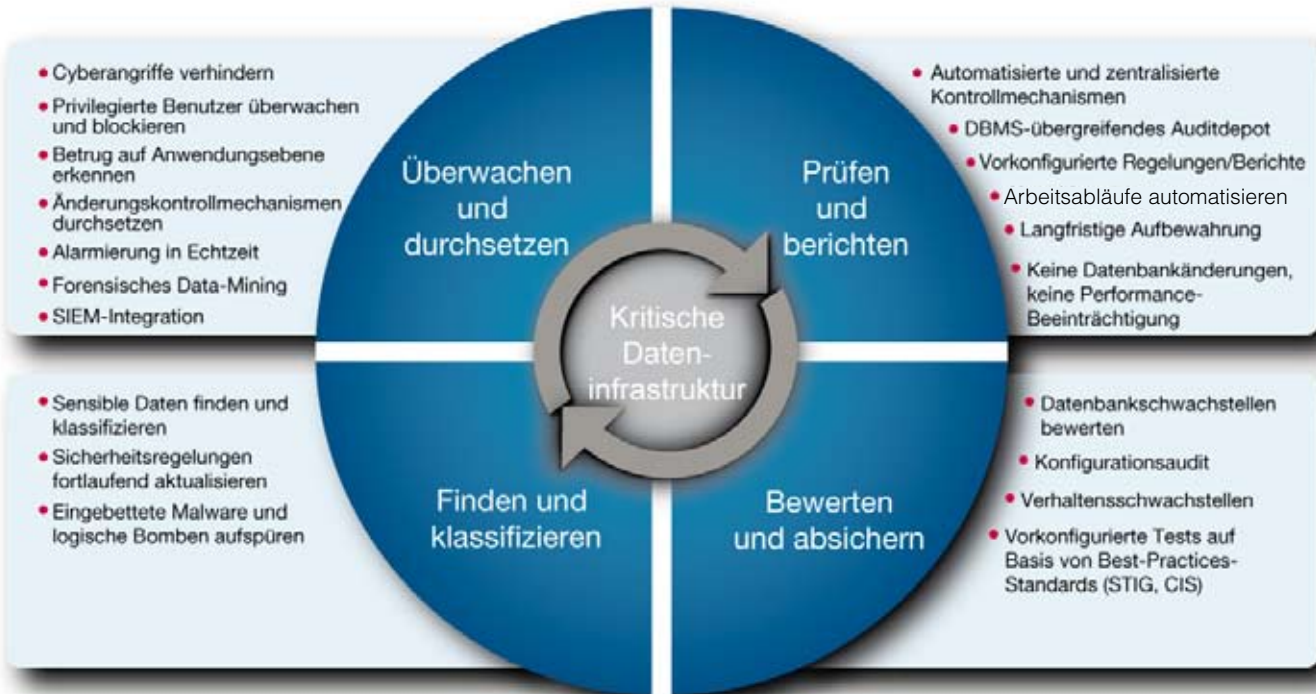 Cyberangriffe verhindern
Privilegierte Benutzer überwachen
und blockieren
Betrug auf Anwendungsebene
erkennen
Änderungskontrollmechanismen
durchsetzen
Alarmierung in Echtzeit
Forensisches Data-Mining
SIEM-Integration
Überwachen
und
durchsetzen
Prüfen
und
berichten
Automatisierte und zentralisierte
Kontrollmechanismen
DBMS-übergreifendes Auditdepot
Vorkonfigurierte Regelungen/Berichte
Arbeitsabläufe automatisieren
Langfristige Aufbewahrung
Keine Datenbankänderungen,
keine Performance-
Beeinträchtigung
Kritische
Daten-
infrastruktur
Sensible Daten finden und
klassifizieren
Sicherheitsregelungen
fortlaufend aktualisieren
Eingebettete Malware und
logische Bomben aufspüren
Finden und
klassifizieren
Bewerten
und absichern
Datenbankschwachstellen
bewerten
Konfigurationsaudit
Verhaltensschwachstellen
Vorkonfigurierte Tests auf
Basis von Best-Practices-
Standards (STIG, CIS)